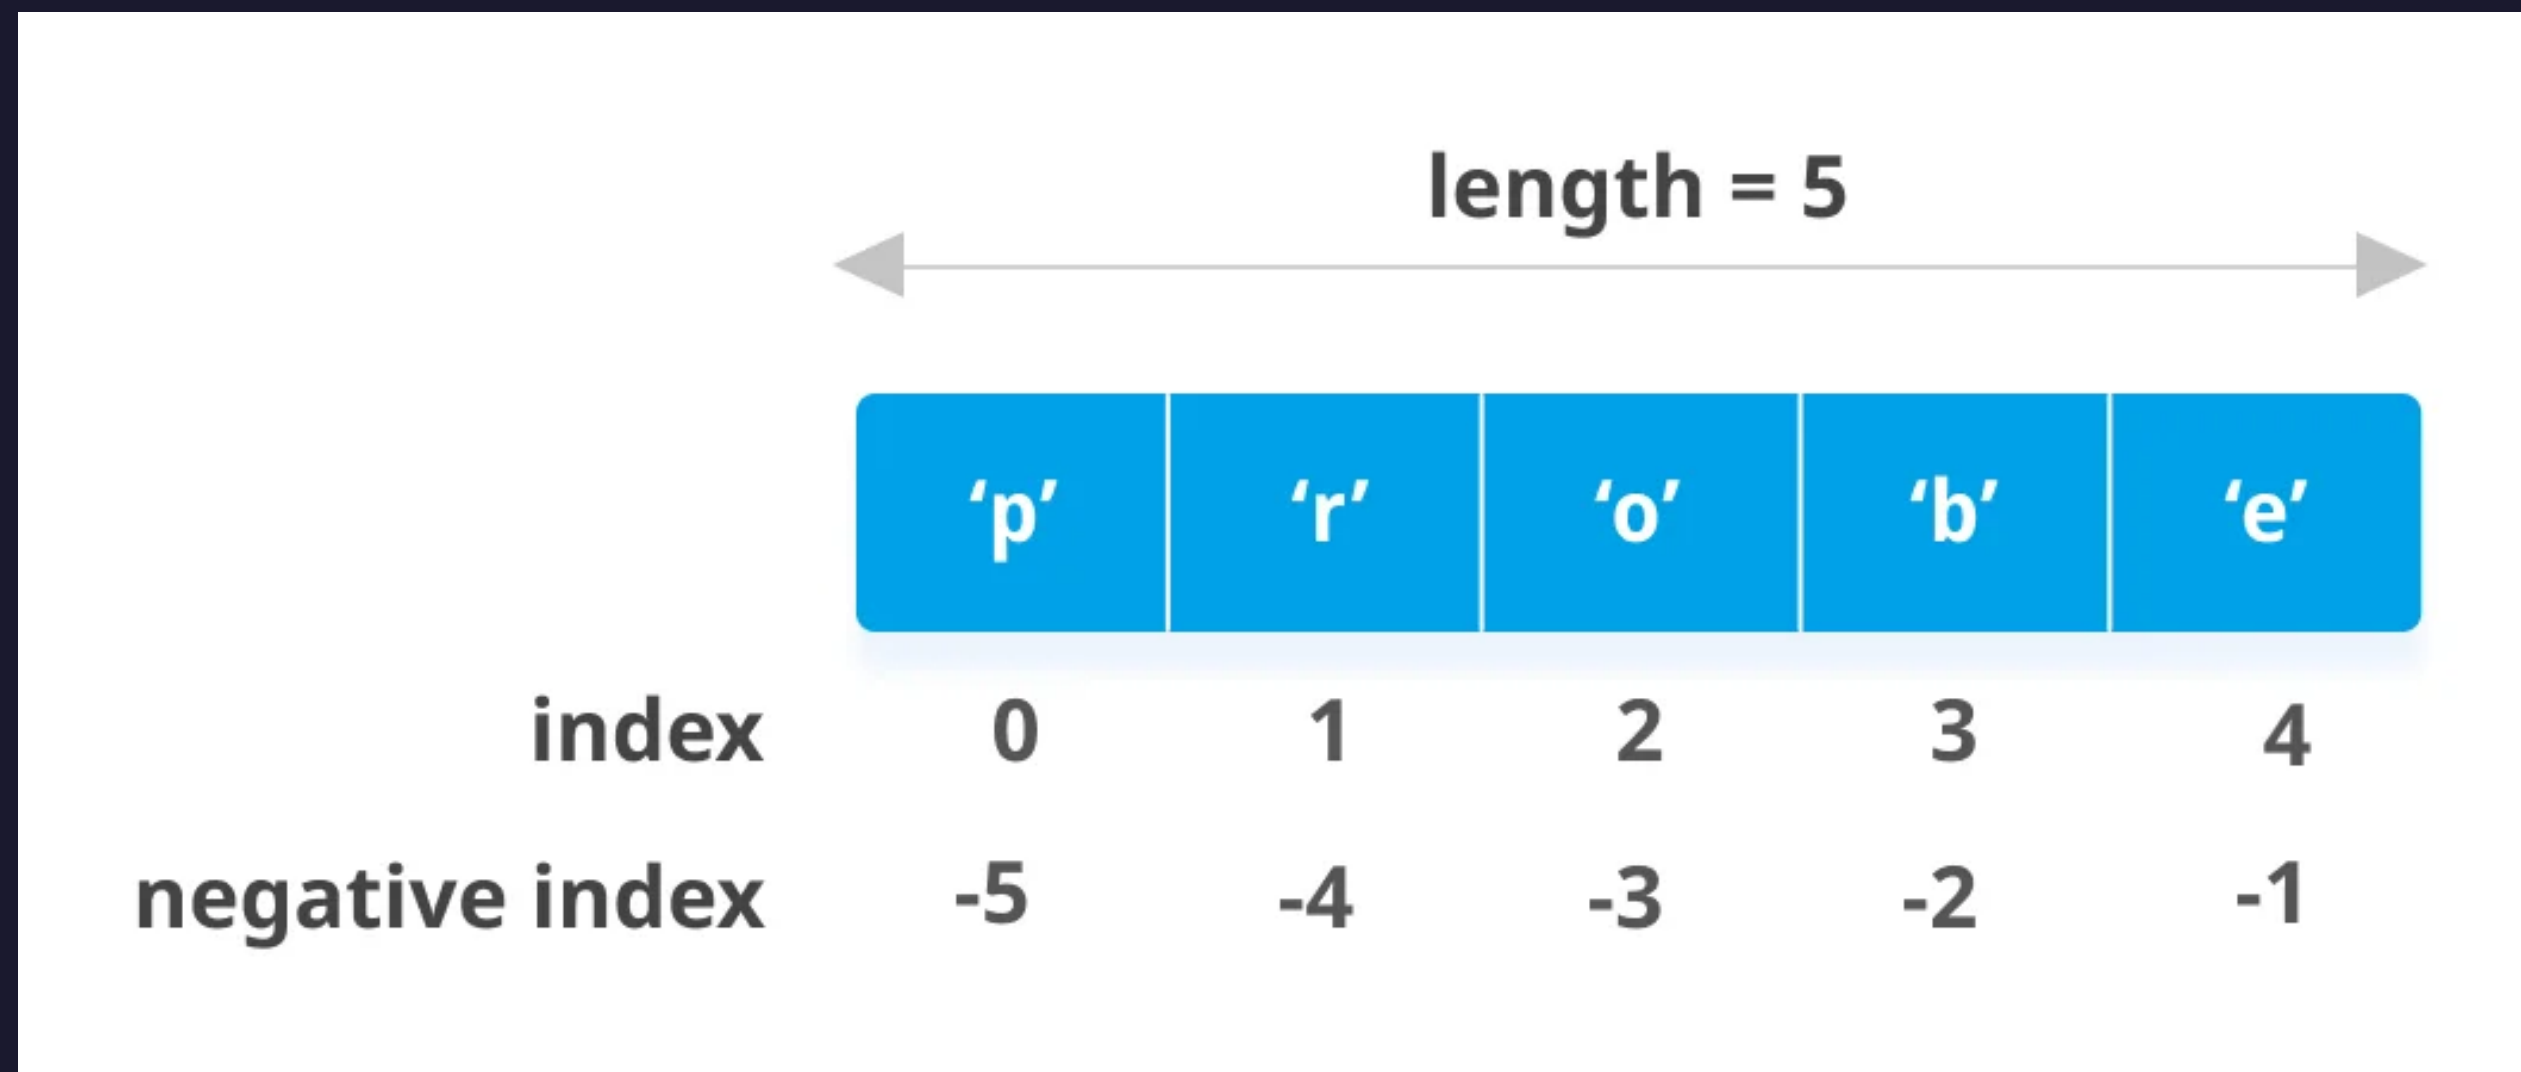 length = 5
‘p’ ‘r’ ‘o’ ‘b’ ‘e’
index 0 1 2 3 4
negative index -5 -4 -3 -2 -1